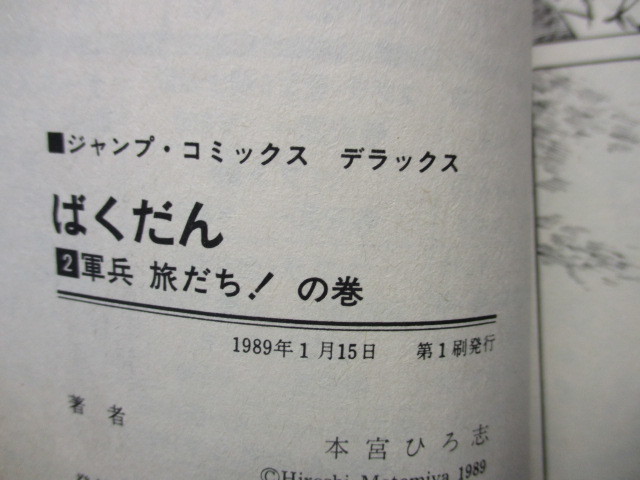 ■ジャンプ・コミックス デラックス
ばくだん
2軍兵 旅だち! の巻
1989年1月15日 第1刷発行
著者
本宮ひろ志
©Hiroshi Motomiya 1989